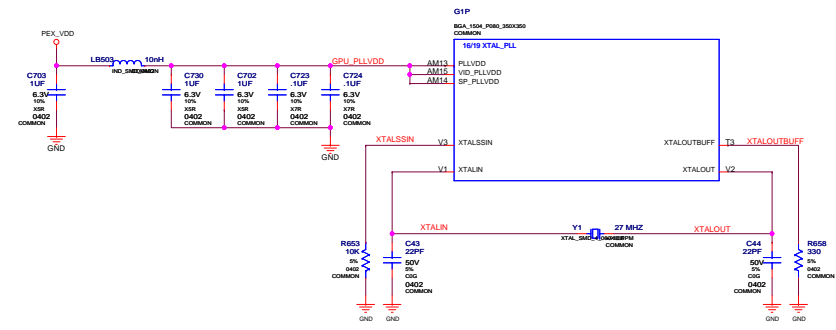 G1P
BGA_1504_P080_350X350
COMMON
16/19 XTAL_PLL
PEX_VDD
LB503 10nH
GPU_PLLVDD
AM13 PLLVDD
AM15 VID_PLLVDD
AM14 SP_PLLVDD
C703
1UF
6.3V
10%
X5R
0402
COMMON
GND
C730
1UF
6.3V
10%
X5R
0402
COMMON
C702
1UF
6.3V
10%
X5R
0402
COMMON
C723
.1UF
6.3V
10%
X7R
0402
COMMON
C724
.1UF
6.3V
10%
X7R
0402
COMMON
GND
XTALSSIN V3 XTALSSIN
XTALOUTBUFF T3 XTALOUTBUFF
V1 XTALIN
XTALOUT V2
XTALIN
Y1 27 MHZ
COMMON
XTALOUT
R653
10K
5%
0402
COMMON
GND
C43
22PF
50V
5%
C0G
0402
COMMON
GND
C44
22PF
50V
5%
C0G
0402
COMMON
GND
R658
330
5%
0402
COMMON
GND